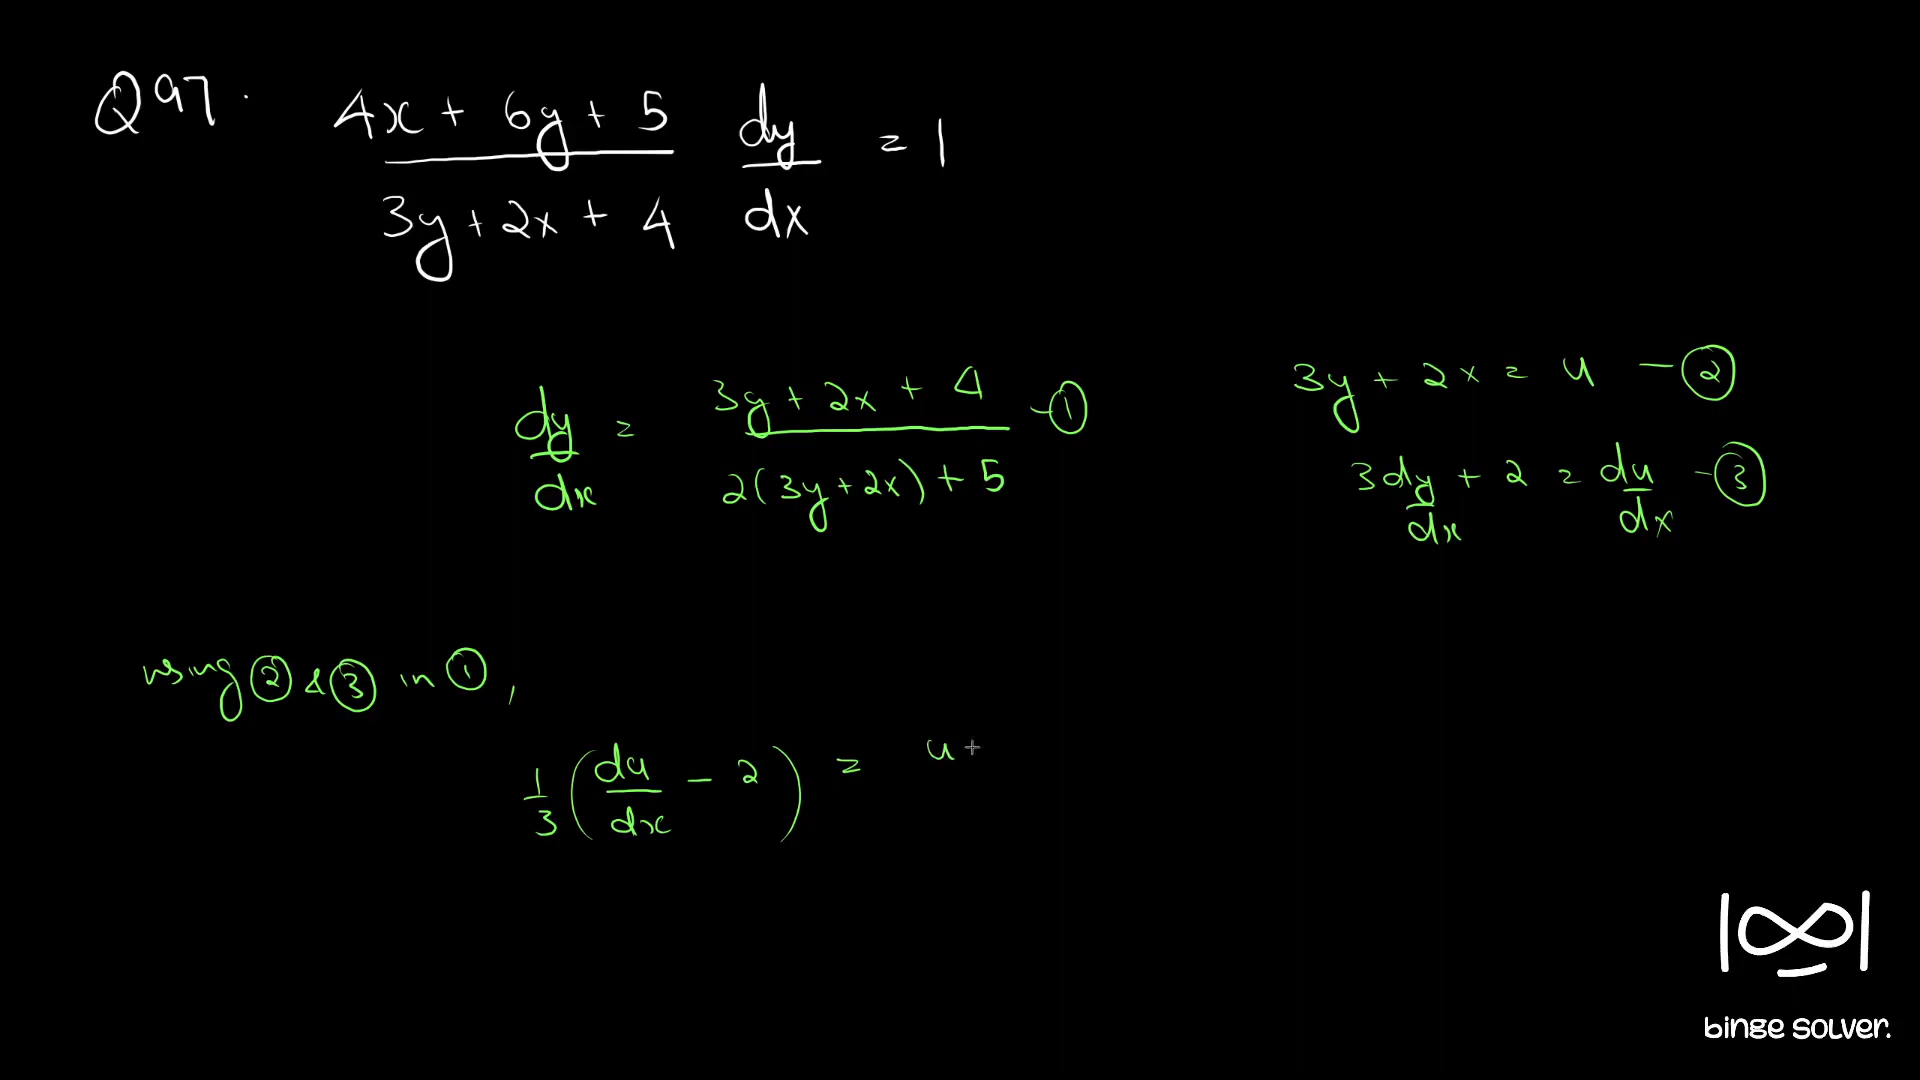 Q97. (4x + 6y + 5)/(3y + 2x + 4) dy/dx = 1
dy/dx = (3y + 2x + 4)/(2(3y + 2x) + 5) - ①
3y + 2x = u - ②
3dy/dx + 2 = du/dx - ③
using ② & ③ in ①,
1/3 (du/dx - 2) = u +
binge solver.